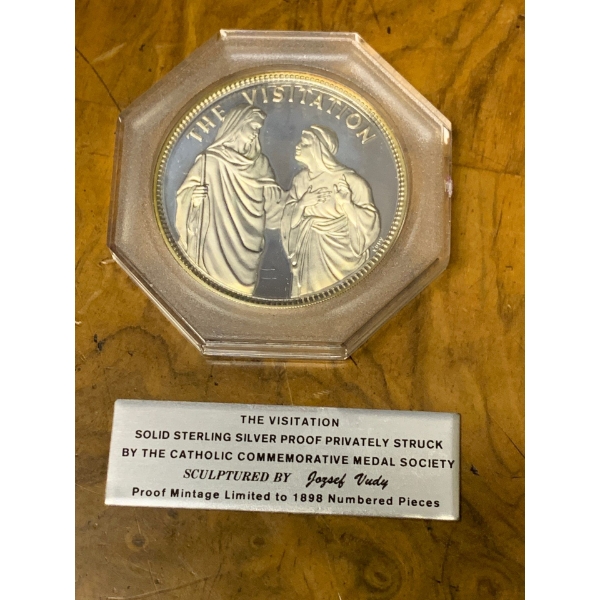 THE VISITATION
THE VISITATION
SOLID STERLING SILVER PROOF PRIVATELY STRUCK
BY THE CATHOLIC COMMEMORATIVE MEDAL SOCIETY
SCULPTURED BY Jozsef Vudy
Proof Mintage Limited to 1898 Numbered Pieces